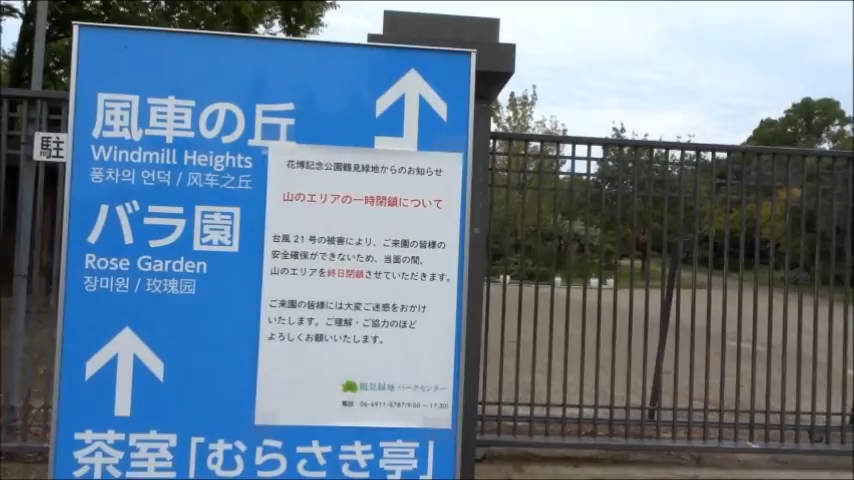 風車の丘
Windmill Heights
풍차의 언덕 / 风车之丘
駐
バラ園
Rose Garden
장미원 / 玫瑰园
花博記念公園鶴見緑地からのお知らせ
山のエリアの一時閉鎖について
台風21号の被害により、ご来園の皆様の
安全確保ができないため、当面の間、
山のエリアを終日閉鎖させていただきます。
ご来園の皆様には大変ご迷惑をおかけ
いたします。ご理解・ご協力のほど
よろしくお願いいたします。
鶴見緑地パークセンター
電話 06-6911-8787(9:00～17:30)
茶室「むらさき亭」